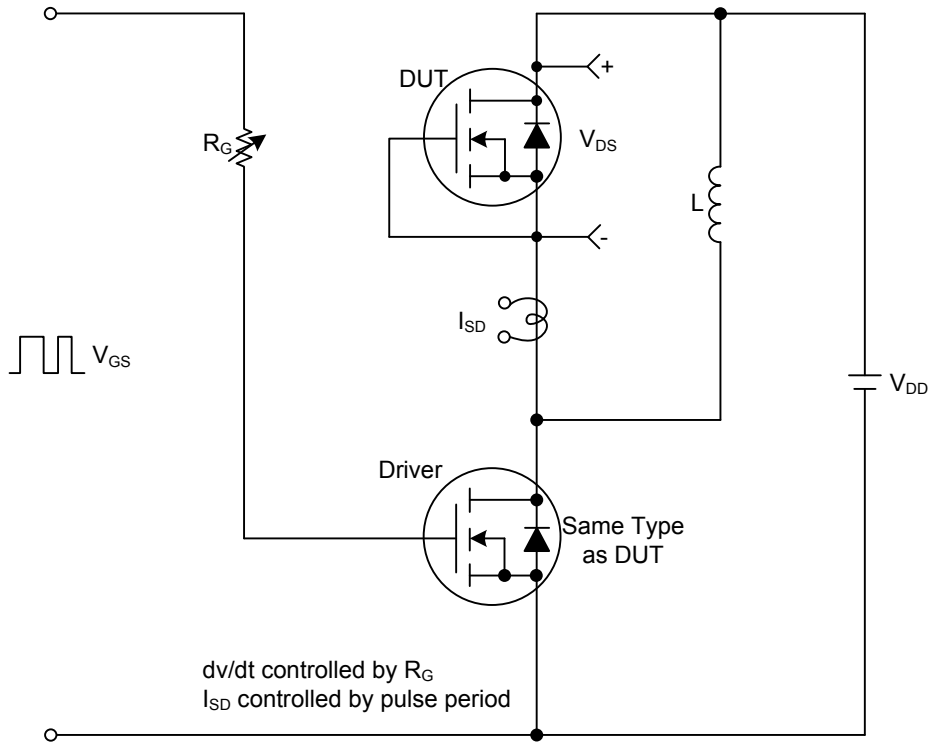 DUT
+
R_G
V_DS
L
-
I_SD
V_GS
V_DD
Driver
Same Type
as DUT
dv/dt controlled by R_G
I_SD controlled by pulse period